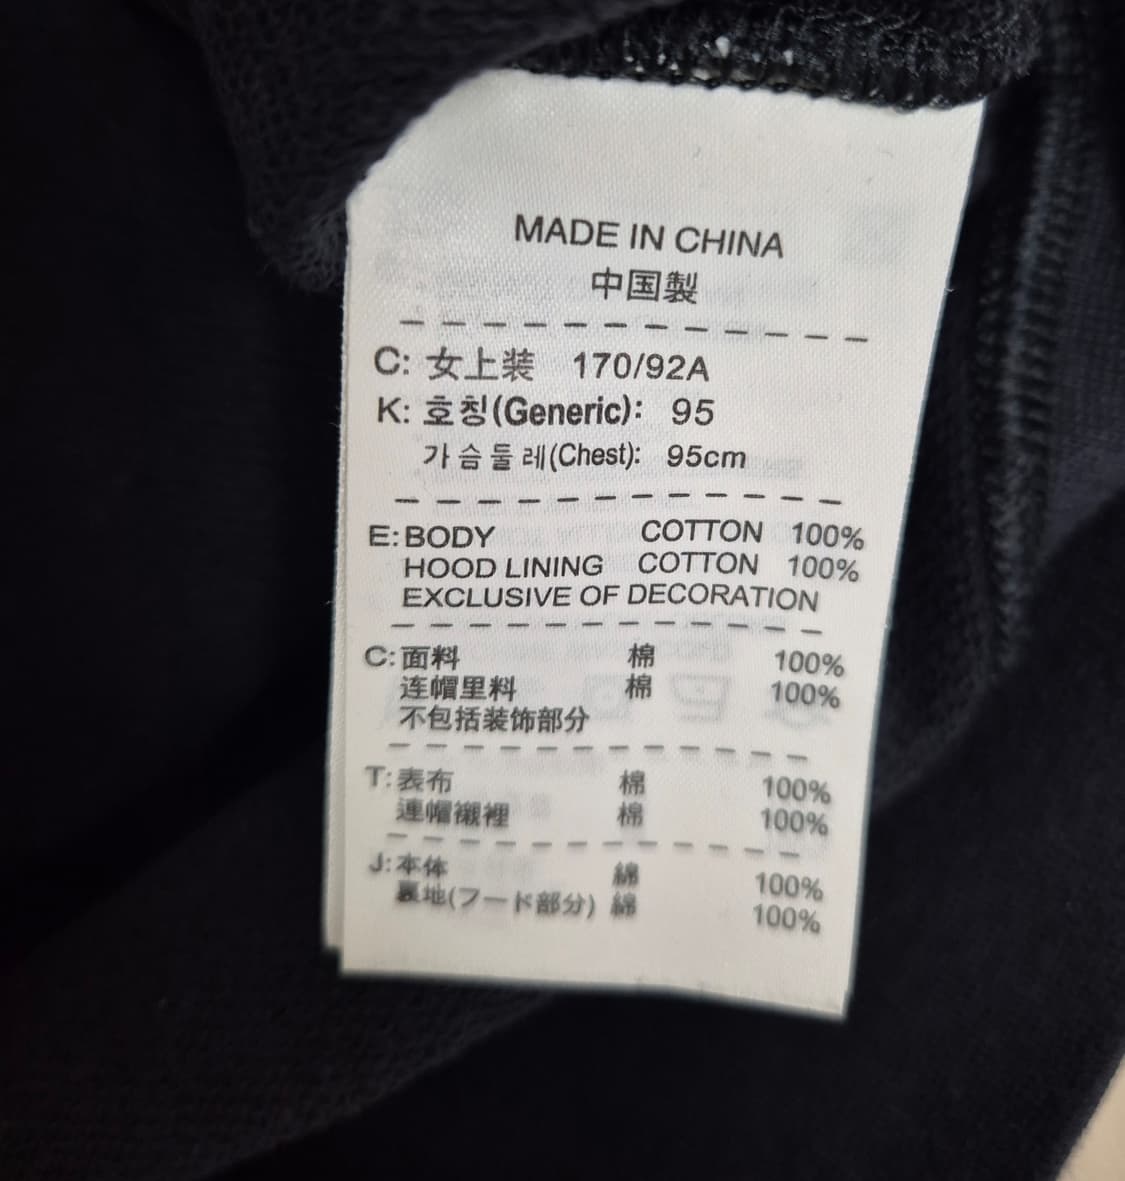 MADE IN CHINA
中国製
C: 女上装 170/92A
K: 호칭(Generic): 95
가슴둘레(Chest): 95cm
E: BODY COTTON 100%
HOOD LINING COTTON 100%
EXCLUSIVE OF DECORATION
C: 面料 棉 100%
连帽里料 棉 100%
不包括装饰部分
T: 表布 棉 100%
連帽襯裡 棉 100%
J: 本体 綿 100%
裏地(フード部分) 綿 100%